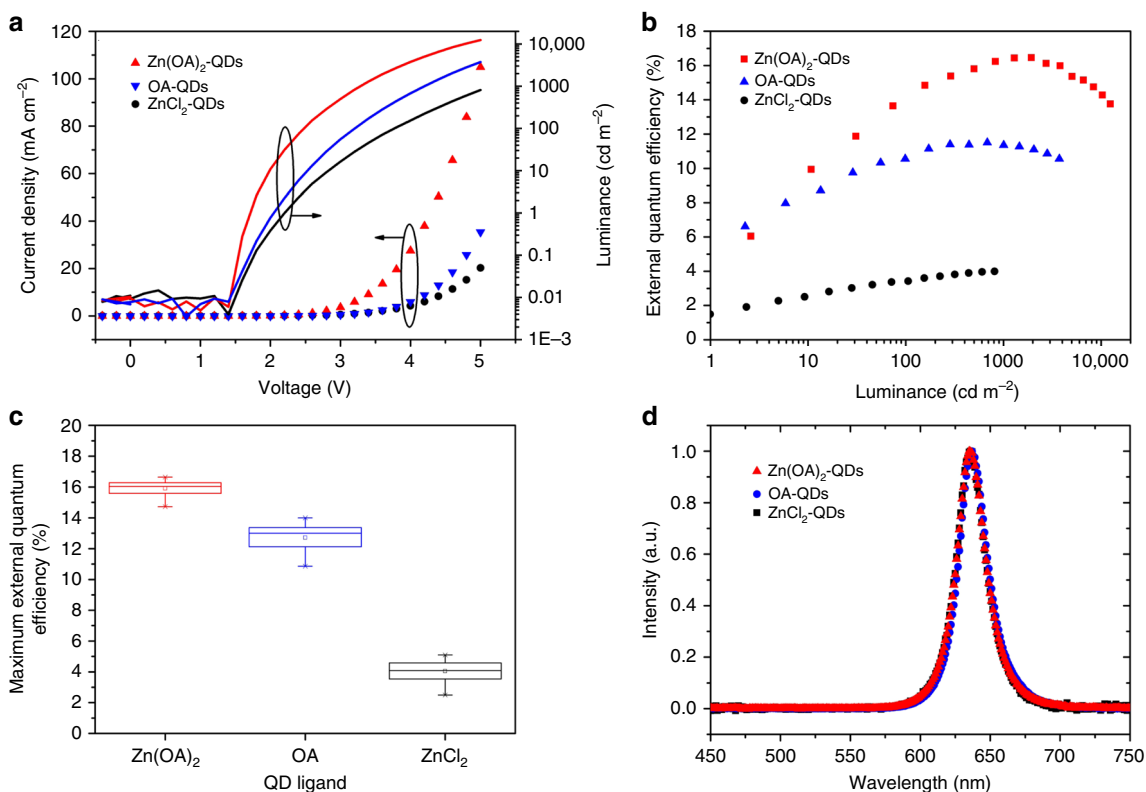 a
Current density (mA cm−2)
120
100
80
60
40
20
0
Zn(OA)2-QDs
OA-QDs
ZnCl2-QDs
10,000
1000
100
10
1
0.1
0.01
1E−3
Luminance (cd m−2)
0 1 2 3 4 5
Voltage (V)
b
External quantum efficiency (%)
18
16
14
12
10
8
6
4
2
0
Zn(OA)2-QDs
OA-QDs
ZnCl2-QDs
1 10 100 1000 10,000
Luminance (cd m−2)
c
Maximum external quantum
efficiency (%)
20
18
16
14
12
10
8
6
4
2
0
Zn(OA)2 OA ZnCl2
QD ligand
d
Intensity (a.u.)
1.0
0.8
0.6
0.4
0.2
0.0
Zn(OA)2-QDs
OA-QDs
ZnCl2-QDs
450 500 550 600 650 700 750
Wavelength (nm)